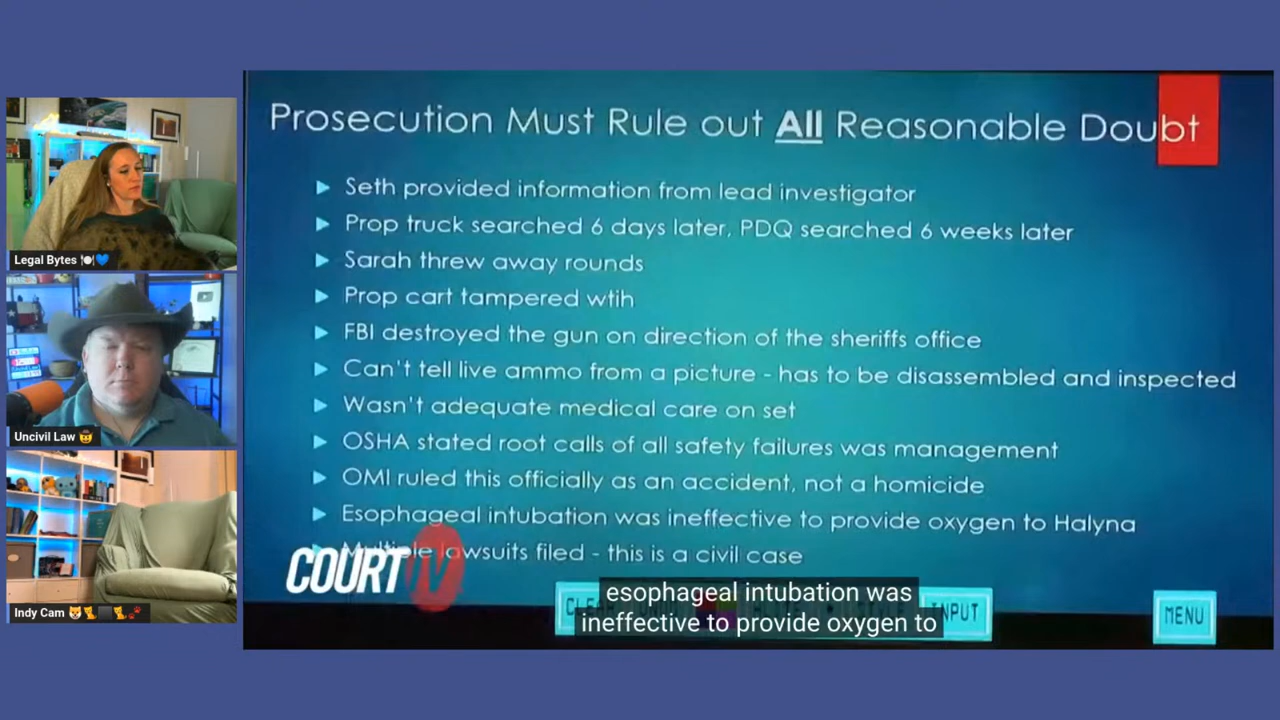 Prosecution Must Rule out All Reasonable Doubt
Seth provided information from lead investigator
Prop truck searched 6 days later, PDQ searched 6 weeks later
Sarah threw away rounds
Prop cart tampered wtih
FBI destroyed the gun on direction of the sheriffs office
Can't tell live ammo from a picture - has to be disassembled and inspected
Wasn't adequate medical care on set
OSHA stated root calls of all safety failures was management
OMI ruled this officially as an accident, not a homicide
Esophageal intubation was ineffective to provide oxygen to Halyna
Multiple lawsuits filed - this is a civil case
COURT TV
esophageal intubation was
ineffective to provide oxygen to
INPUT
MENU
Legal Bytes 🍽💙
Uncivil Law 🤠
Indy Cam